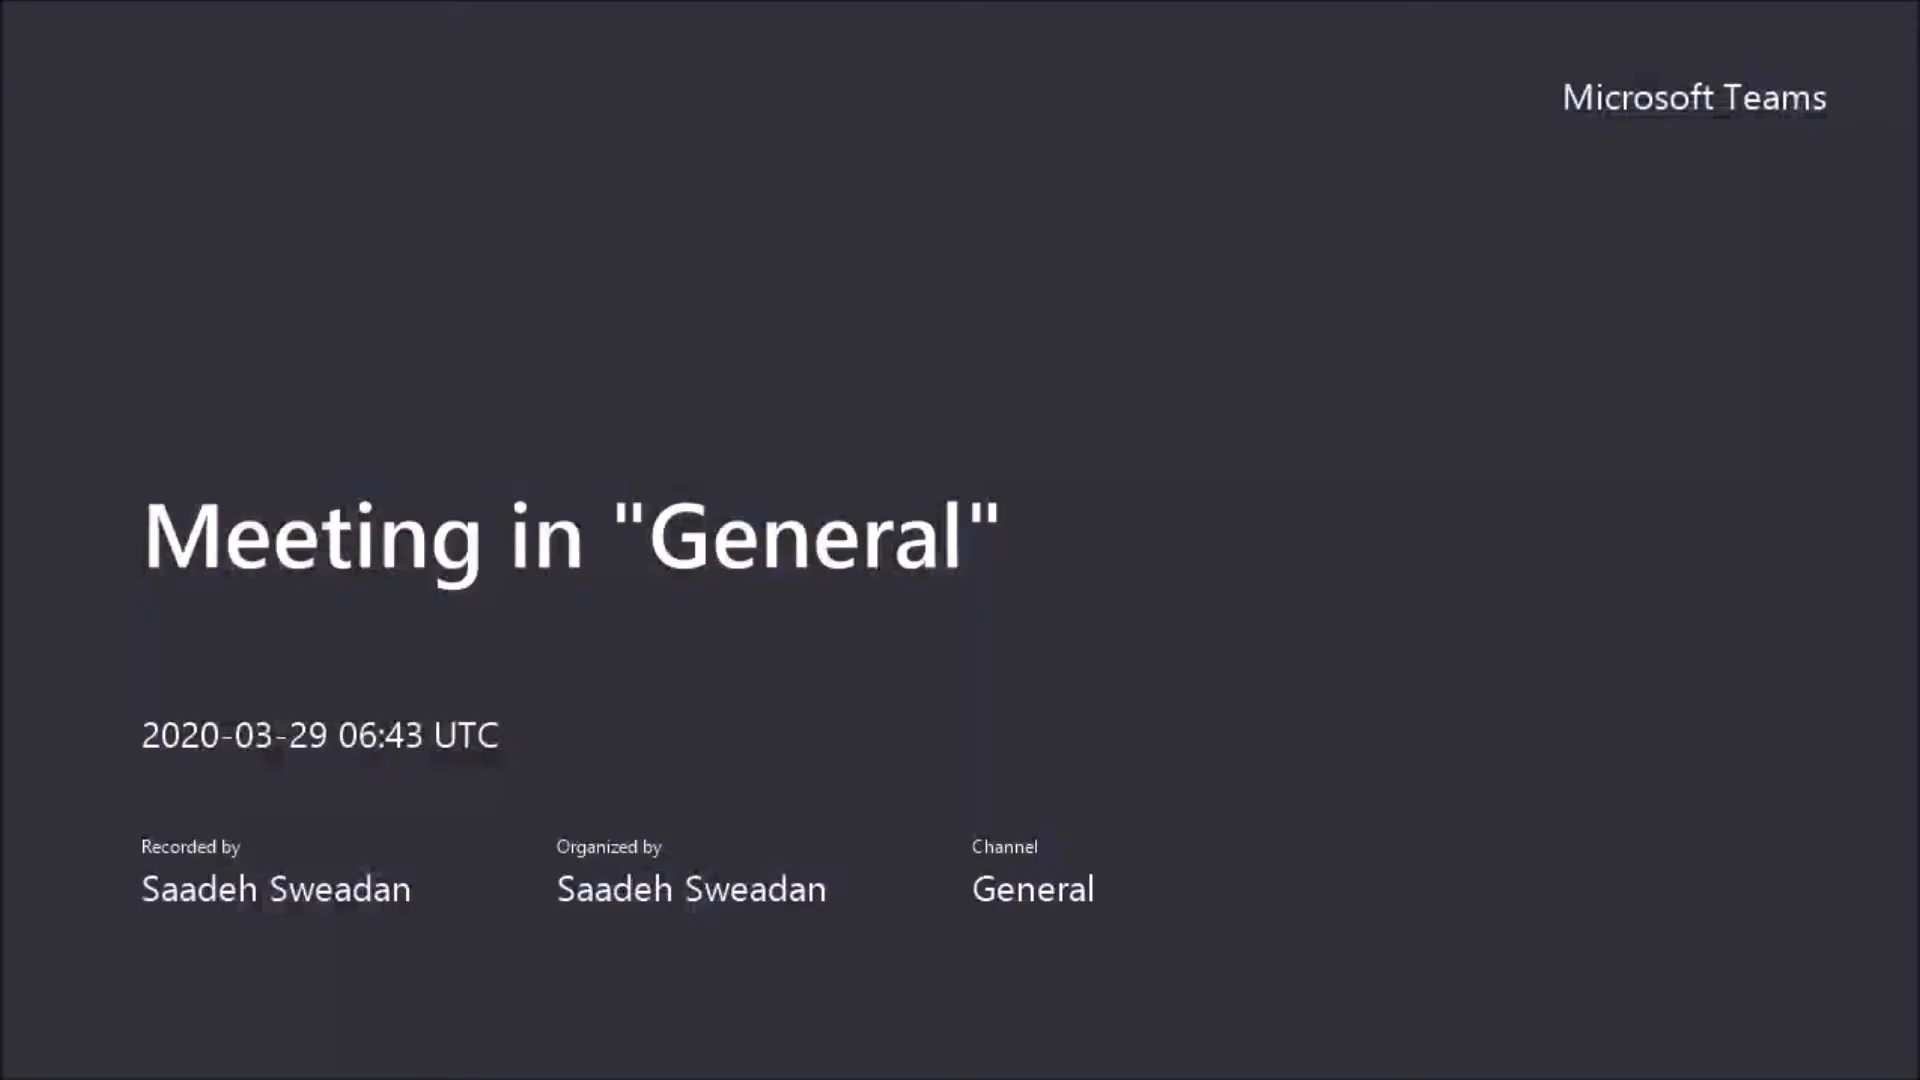 Microsoft Teams
Meeting in "General"
2020-03-29 06:43 UTC
Recorded by
Saadeh Sweadan
Organized by
Saadeh Sweadan
Channel
General